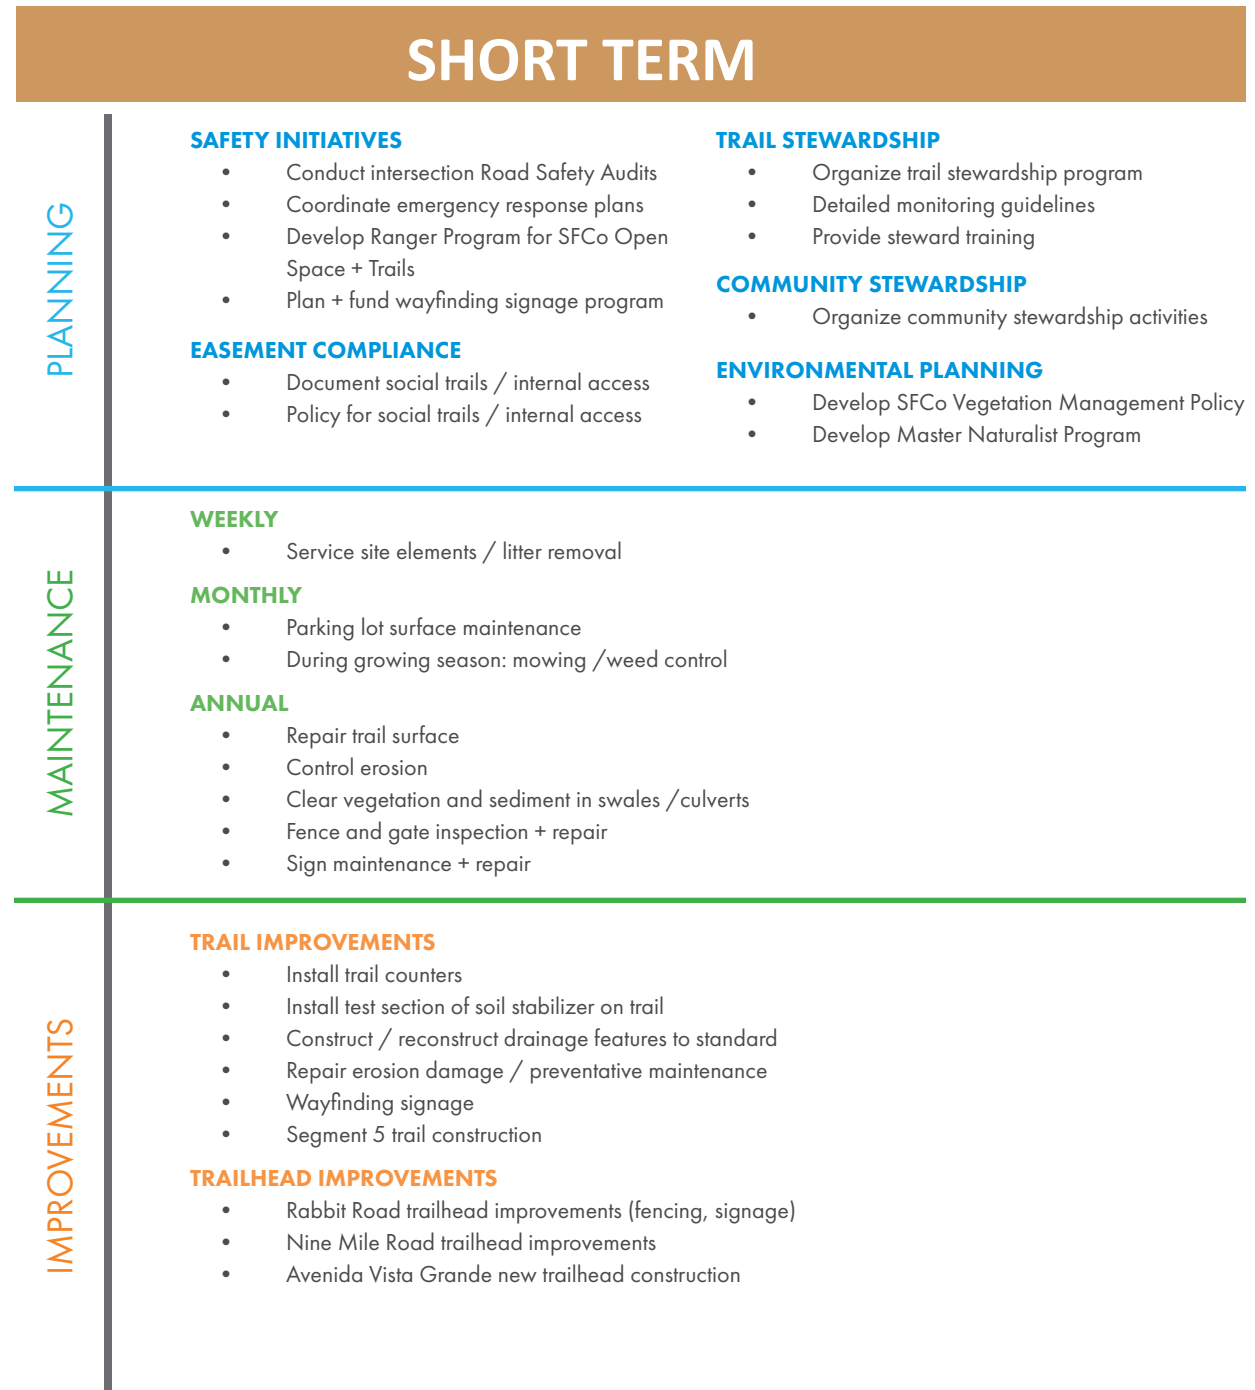 SHORT TERM
PLANNING
SAFETY INITIATIVES
• Conduct intersection Road Safety Audits
• Coordinate emergency response plans
• Develop Ranger Program for SFCo Open
Space + Trails
• Plan + fund wayfinding signage program
EASEMENT COMPLIANCE
• Document social trails / internal access
• Policy for social trails / internal access
TRAIL STEWARDSHIP
• Organize trail stewardship program
• Detailed monitoring guidelines
• Provide steward training
COMMUNITY STEWARDSHIP
• Organize community stewardship activities
ENVIRONMENTAL PLANNING
• Develop SFCo Vegetation Management Policy
• Develop Master Naturalist Program
MAINTENANCE
WEEKLY
• Service site elements / litter removal
MONTHLY
• Parking lot surface maintenance
• During growing season: mowing /weed control
ANNUAL
• Repair trail surface
• Control erosion
• Clear vegetation and sediment in swales /culverts
• Fence and gate inspection + repair
• Sign maintenance + repair
IMPROVEMENTS
TRAIL IMPROVEMENTS
• Install trail counters
• Install test section of soil stabilizer on trail
• Construct / reconstruct drainage features to standard
• Repair erosion damage / preventative maintenance
• Wayfinding signage
• Segment 5 trail construction
TRAILHEAD IMPROVEMENTS
• Rabbit Road trailhead improvements (fencing, signage)
• Nine Mile Road trailhead improvements
• Avenida Vista Grande new trailhead construction